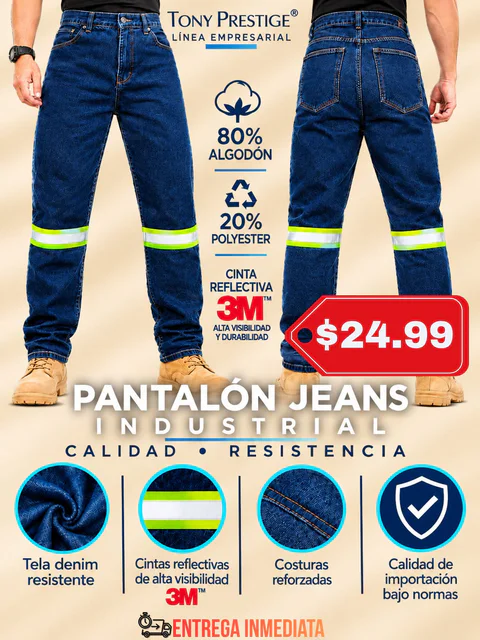 TONY PRESTIGE®
LÍNEA EMPRESARIAL
80%
ALGODÓN
20%
POLYESTER
CINTA
REFLECTIVA
3M™
ALTA VISIBILIDAD
Y DURABILIDAD
$24.99
PANTALÓN JEANS
INDUSTRIAL
CALIDAD • RESISTENCIA
Tela denim
resistente
Cintas reflectivas
de alta visibilidad
3M™
Costuras
reforzadas
Calidad de
importación
bajo normas
ENTREGA INMEDIATA